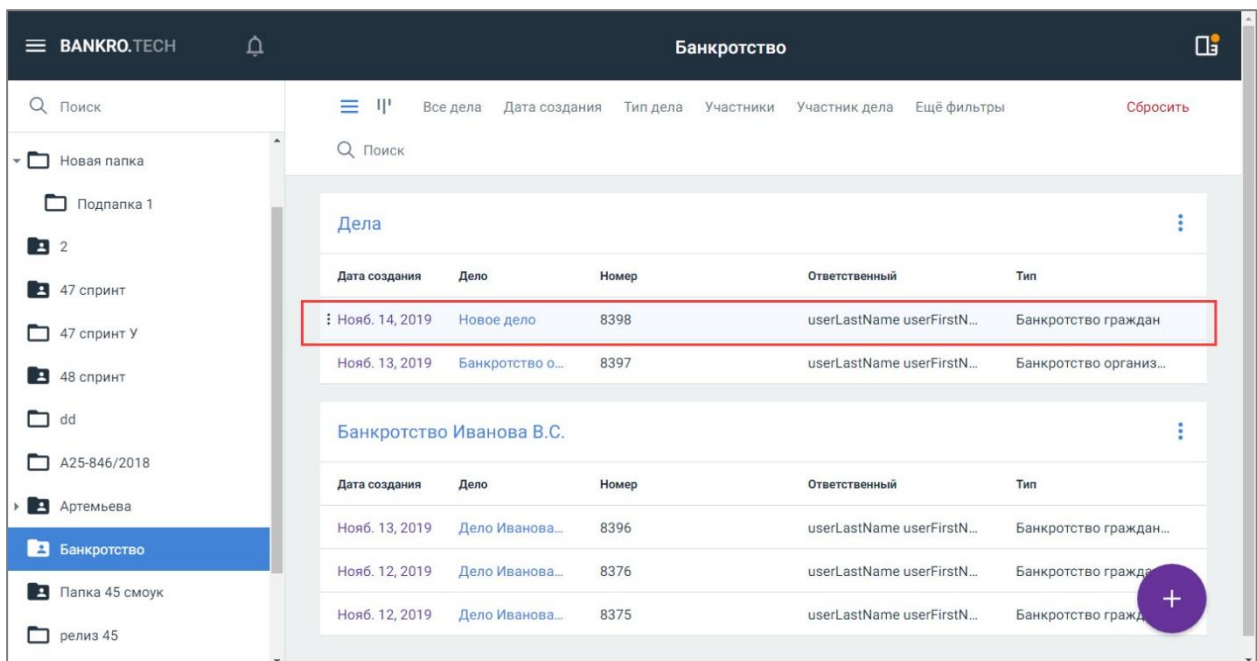 BANKRO.TECH
Банкротство
Поиск
Новая папка
Подпапка 1
2
47 спринт
47 спринт У
48 спринт
dd
А25-846/2018
Артемьева
Банкротство
Папка 45 смоук
релиз 45
Все дела Дата создания Тип дела Участники Участник дела Ещё фильтры Сбросить
Поиск
Дела
Дата создания Дело Номер Ответственный Тип
Нояб. 14, 2019 Новое дело 8398 userLastName userFirstN... Банкротство граждан
Нояб. 13, 2019 Банкротство о... 8397 userLastName userFirstN... Банкротство организ...
Банкротство Иванова В.С.
Дата создания Дело Номер Ответственный Тип
Нояб. 13, 2019 Дело Иванова... 8396 userLastName userFirstN... Банкротство граждан...
Нояб. 12, 2019 Дело Иванова... 8376 userLastName userFirstN... Банкротство
Нояб. 12, 2019 Дело Иванова... 8375 userLastName userFirstN... Банкротство